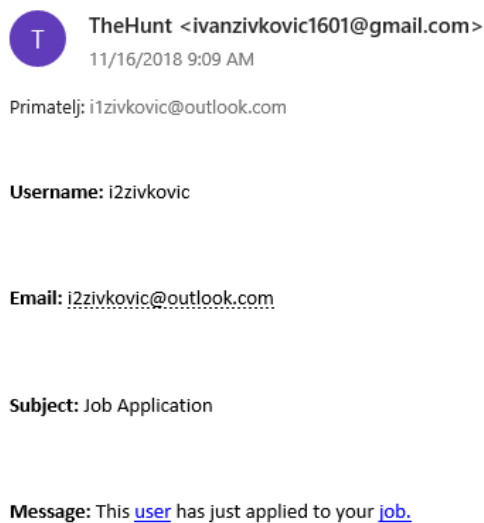 T
TheHunt <ivanzivkovic1601@gmail.com>
11/16/2018 9:09 AM
Primatelj: i1zivkovic@outlook.com
Username: i2zivkovic
Email: i2zivkovic@outlook.com
Subject: Job Application
Message: This user has just applied to your job.